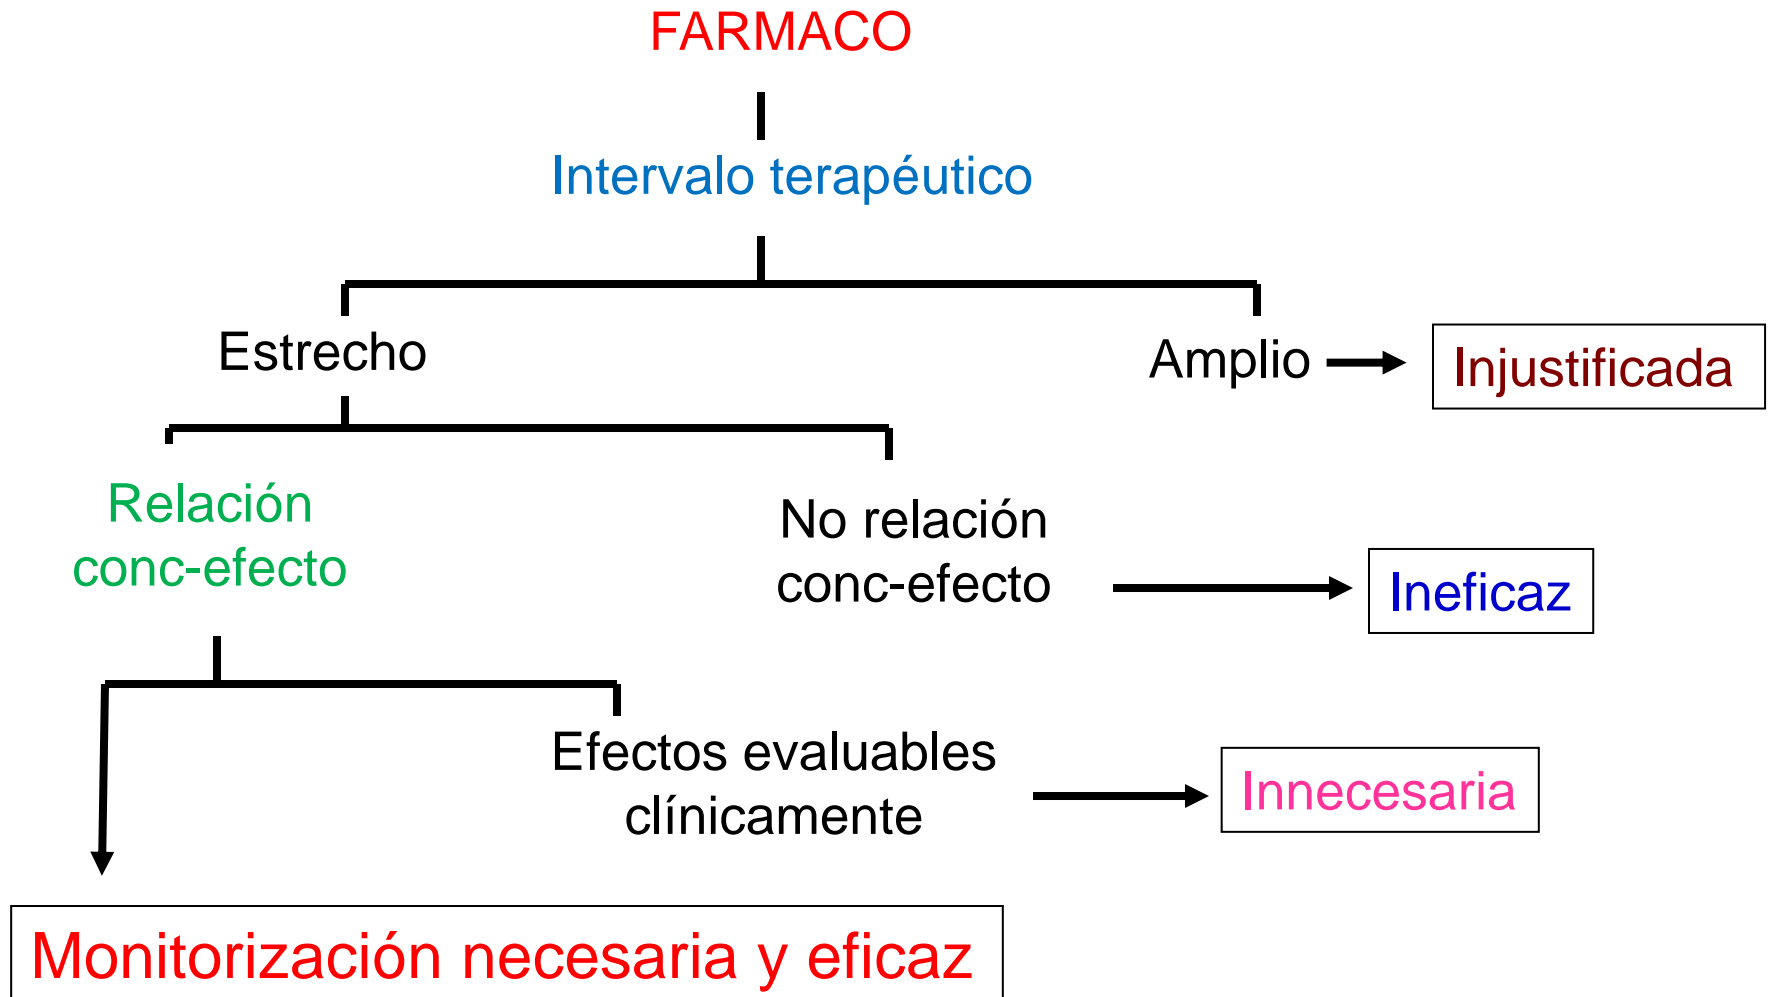 FARMACO
Intervalo terapéutico
Estrecho
Amplio
Injustificada
Relación
conc-efecto
No relación
conc-efecto
Ineficaz
Efectos evaluables
clínicamente
Innecesaria
Monitorización necesaria y eficaz